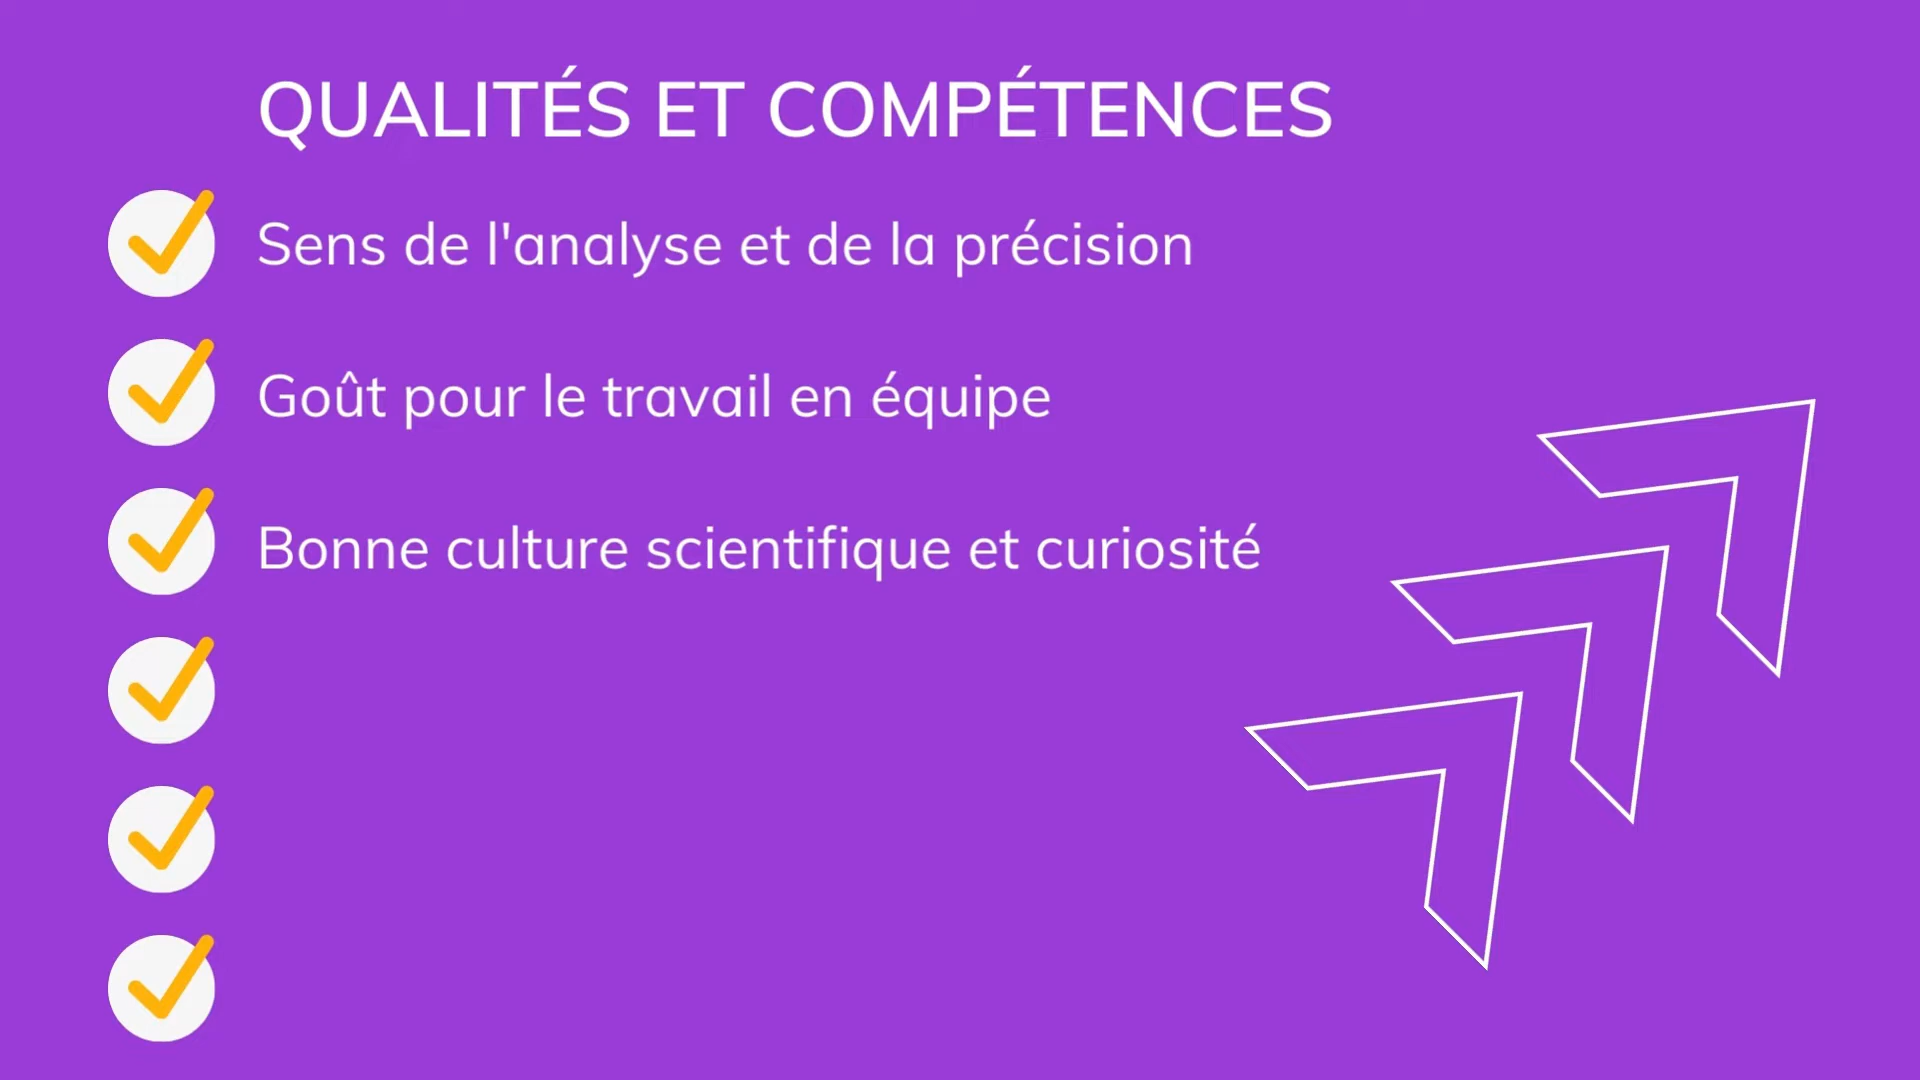 QUALITÉS ET COMPÉTENCES
Sens de l'analyse et de la précision
Goût pour le travail en équipe
Bonne culture scientifique et curiosité